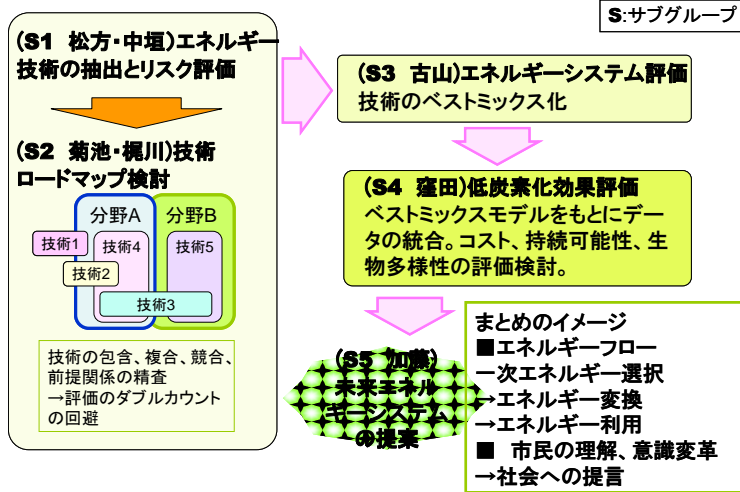 S:サブグループ
(S1 松方・中垣)エネルギー
技術の抽出とリスク評価
(S2 菊池・梶川)技術
ロードマップ検討
分野A
分野B
技術1
技術4
技術5
技術2
技術3
技術の包含、複合、競合、
前提関係の精査
→評価のダブルカウント
の回避
(S3 古山)エネルギーシステム評価
技術のベストミックス化
(S4 窪田)低炭素化効果評価
ベストミックスモデルをもとにデー
タの統合。コスト、持続可能性、生
物多様性の評価検討。
(S5 加藤)
未来エネル
ギーシステム
の提案
まとめのイメージ
■エネルギーフロー
一次エネルギー選択
→エネルギー変換
→エネルギー利用
■ 市民の理解、意識変革
→社会への提言